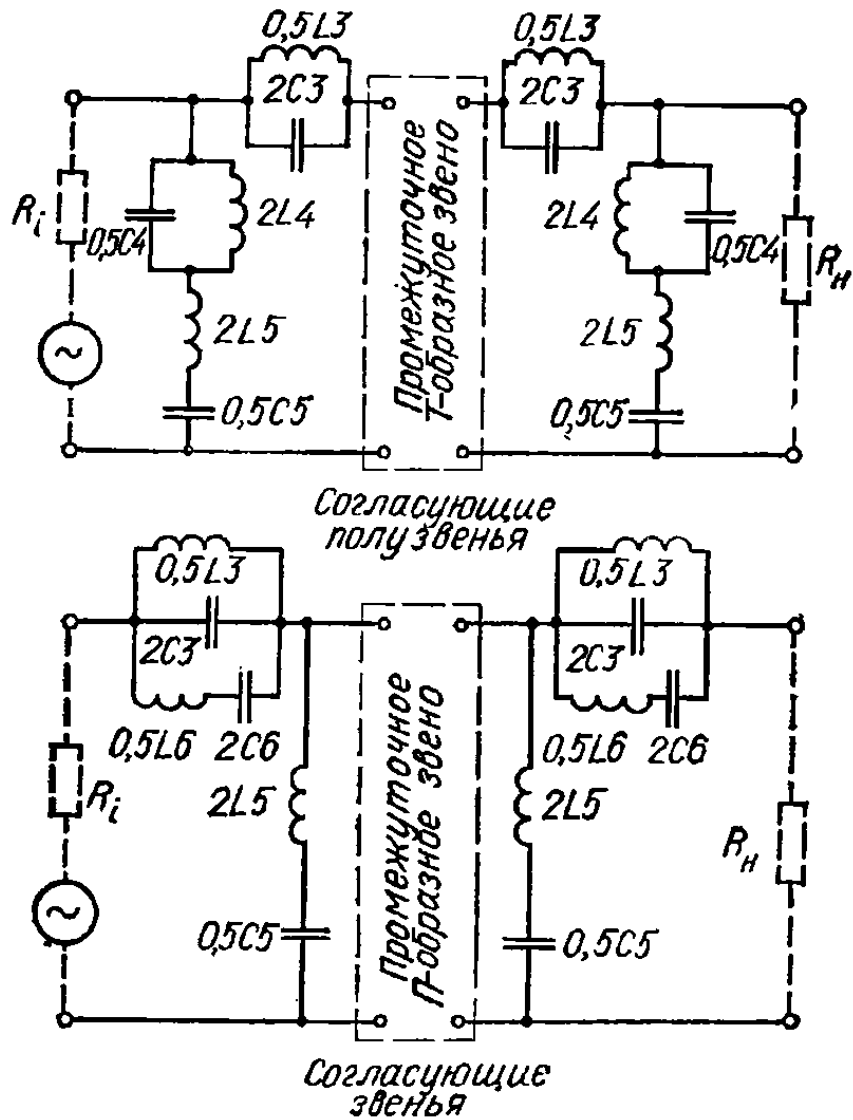 0,5L3
0,5L3
2C3
2C3
Ri
0,5C4
2L4
2L4
0,5C4
Rн
2L5
2L5
0,5C5
0,5C5
Промежуточное
Т-образное звено
Согласующие
полузвенья
0,5L3
0,5L3
2C3
2C3
0,5L6
2C6
0,5L6
2C6
Ri
2L5
2L5
Rн
0,5C5
0,5C5
Промежуточное
П-образное звено
Согласующие
звенья